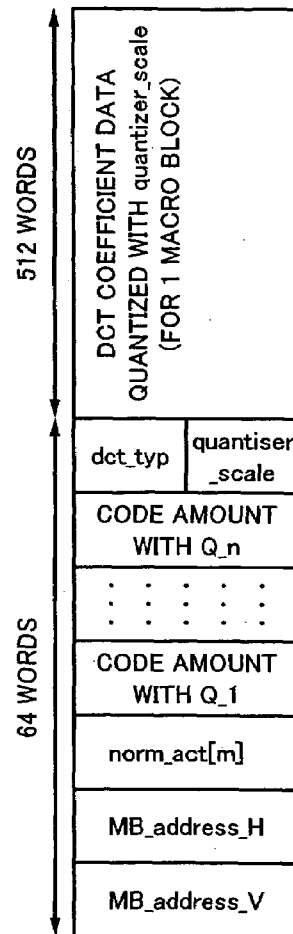 512 WORDS
DCT COEFFICIENT DATA
QUANTIZED WITH quantizer_scale
(FOR 1 MACRO BLOCK)
64 WORDS
dct_typ
quantiser
_scale
CODE AMOUNT
WITH Q_n
CODE AMOUNT
WITH Q_1
norm_act[m]
MB_address_H
MB_address_V